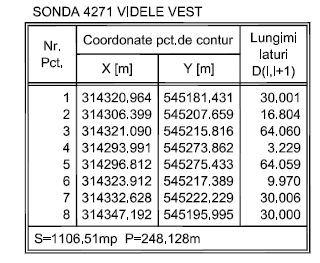 SONDA 4271 VIDELE VEST
Nr. Pct. Coordonate pct.de contur Lungimi laturi D(I,I+1)
X [m] Y [m]
1 314320,964 545181,431 30,001
2 314306.399 545207.659 16.804
3 314321.090 545215.816 64.060
4 314293,991 545273,862 3,229
5 314296.812 545275.433 64.059
6 314323,912 545217,389 9.970
7 314332,628 545222,229 30,006
8 314347,192 545195,995 30,000
S=1106,51mp P=248,128m